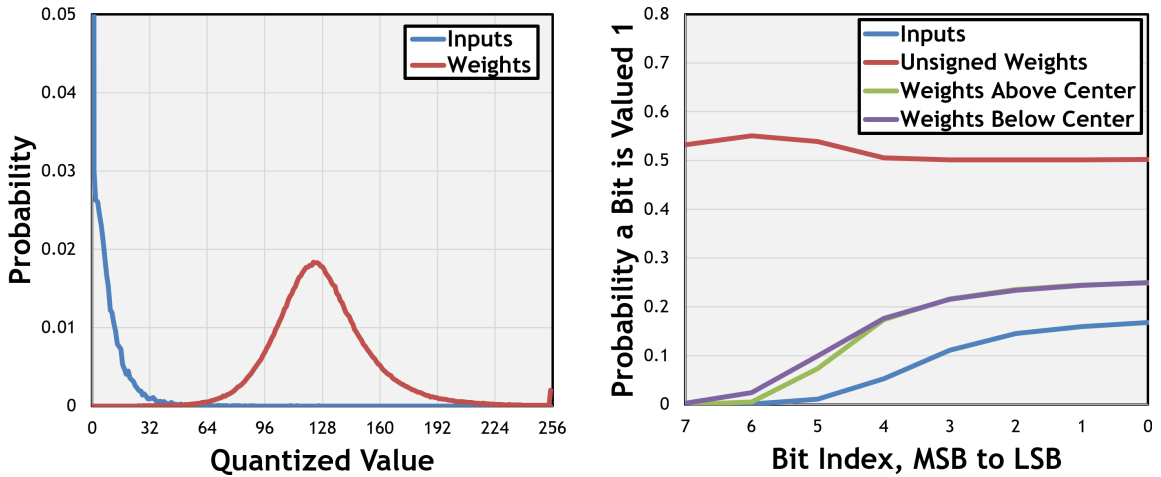 Probability
0.05
0.04
0.03
0.02
0.01
0
Inputs
Weights
0 32 64 96 128 160 192 224 256
Quantized Value
Probability a Bit is Valued 1
0.8
0.7
0.6
0.5
0.4
0.3
0.2
0.1
0
Inputs
Unsigned Weights
Weights Above Center
Weights Below Center
7 6 5 4 3 2 1 0
Bit Index, MSB to LSB